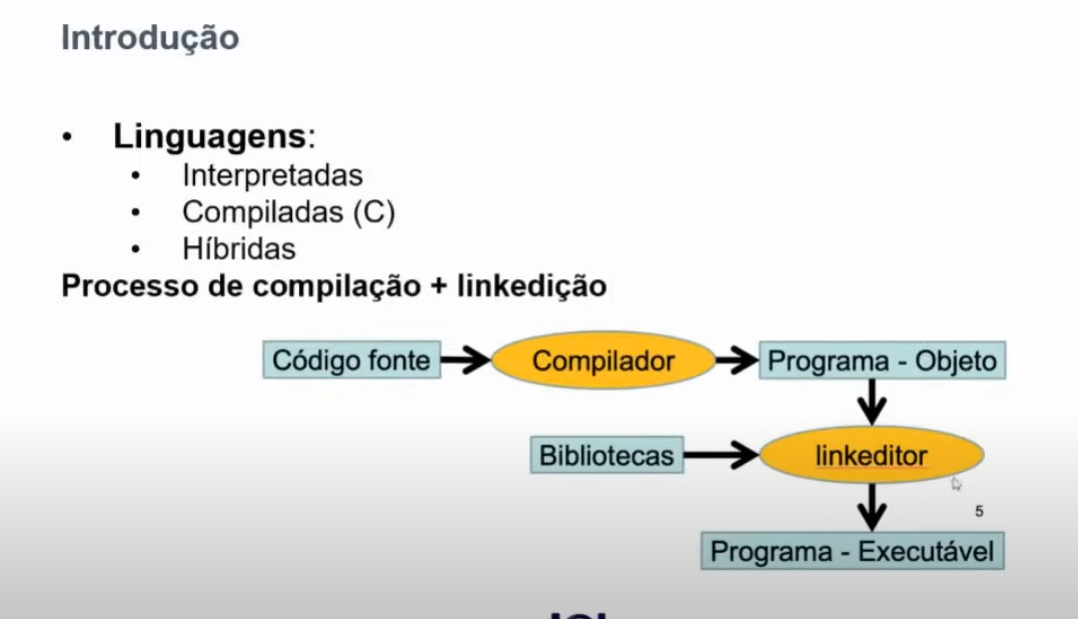 Introdução
• Linguagens:
• Interpretadas
• Compiladas (C)
• Híbridas
Processo de compilação + linkedição
Código fonte
Compilador
Programa - Objeto
Bibliotecas
linkeditor
5
Programa - Executável